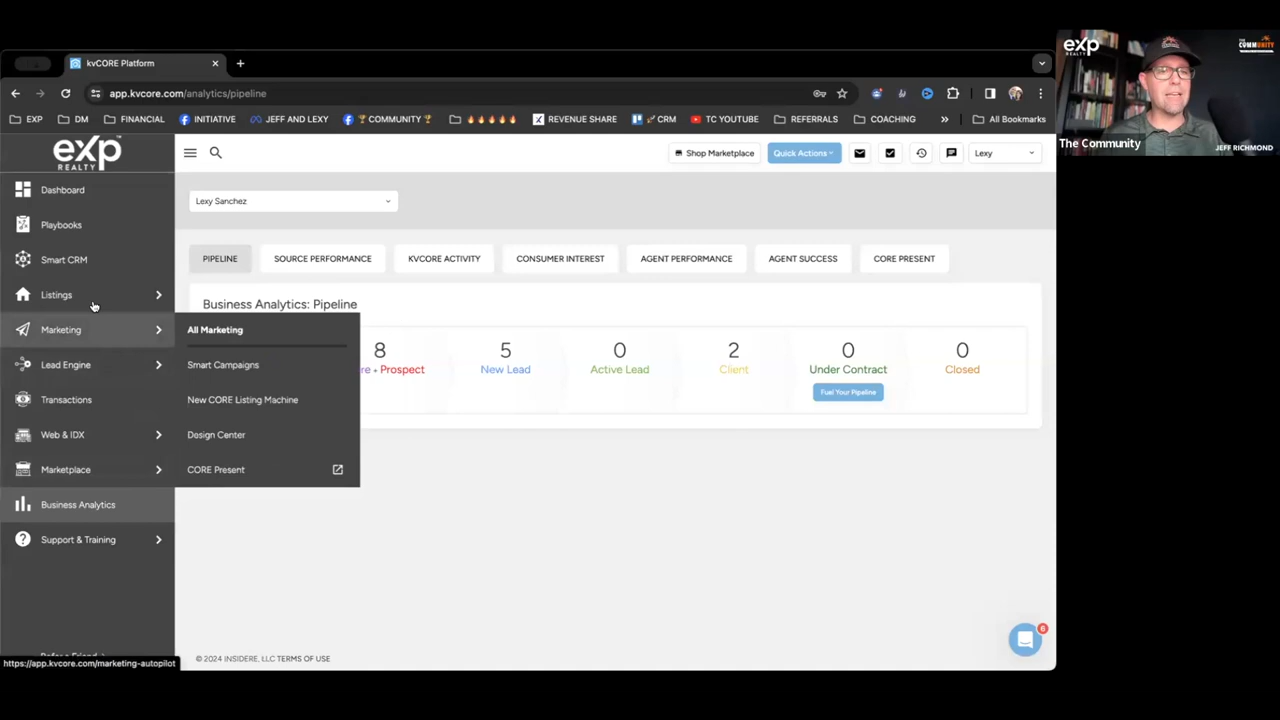 kvCORE Platform
app.kvcore.com/analytics/pipeline
EXP
DM
FINANCIAL
INITIATIVE
JEFF AND LEXY
COMMUNITY
REVENUE SHARE
CRM
TC YOUTUBE
REFERRALS
COACHING
All Bookmarks
exp
REALTY
Shop Marketplace
Quick Actions
Lexy
Dashboard
Playbooks
Smart CRM
Listings
Marketing
Lead Engine
Transactions
Web & IDX
Marketplace
Business Analytics
Support & Training
https://app.kvcore.com/marketing-autopilot
All Marketing
Smart Campaigns
New CORE Listing Machine
Design Center
CORE Present
Lexy Sanchez
PIPELINE
SOURCE PERFORMANCE
KVCORE ACTIVITY
CONSUMER INTEREST
AGENT PERFORMANCE
AGENT SUCCESS
CORE PRESENT
Business Analytics: Pipeline
8
re + Prospect
5
New Lead
0
Active Lead
2
Client
0
Under Contract
Fuel Your Pipeline
0
Closed
6
© 2024 INSIDERE, LLC TERMS OF USE
exp
REALTY
THE
COMMUNITY
The Community
JEFF RICHMOND